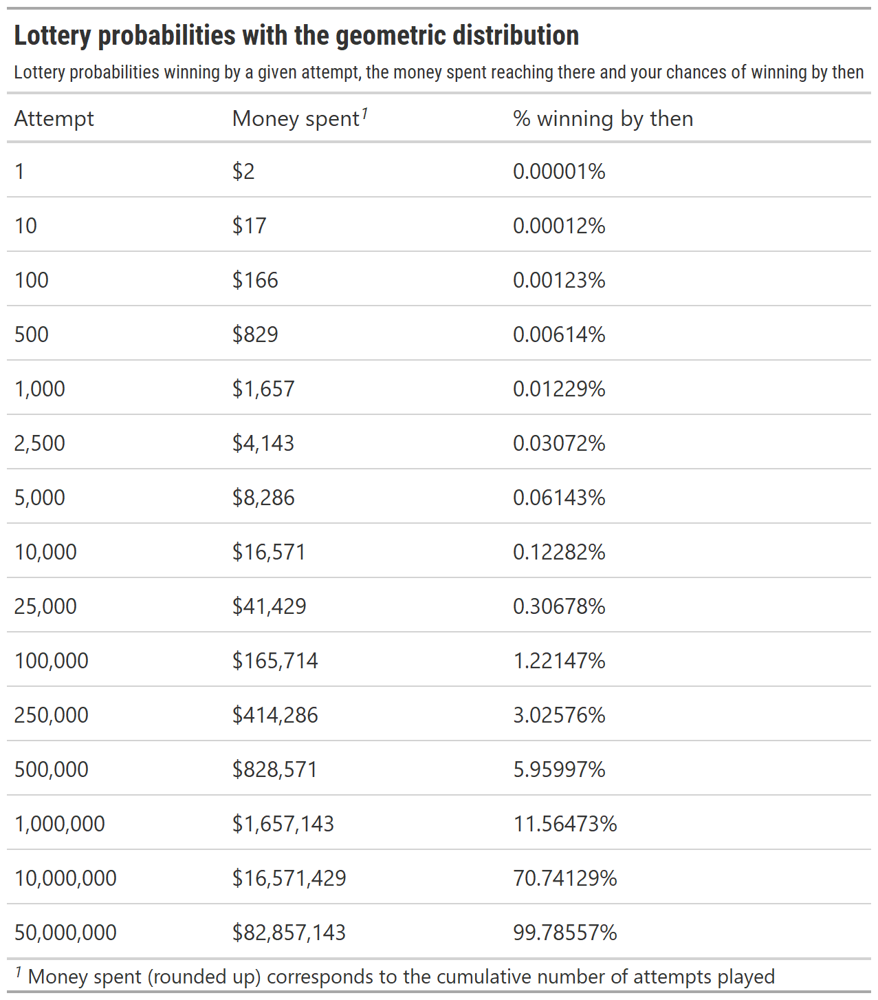 Lottery probabilities with the geometric distribution
Lottery probabilities winning by a given attempt, the money spent reaching there and your chances of winning by then
Attempt Money spent¹ % winning by then
1 $2 0.00001%
10 $17 0.00012%
100 $166 0.00123%
500 $829 0.00614%
1,000 $1,657 0.01229%
2,500 $4,143 0.03072%
5,000 $8,286 0.06143%
10,000 $16,571 0.12282%
25,000 $41,429 0.30678%
100,000 $165,714 1.22147%
250,000 $414,286 3.02576%
500,000 $828,571 5.95997%
1,000,000 $1,657,143 11.56473%
10,000,000 $16,571,429 70.74129%
50,000,000 $82,857,143 99.78557%
¹ Money spent (rounded up) corresponds to the cumulative number of attempts played